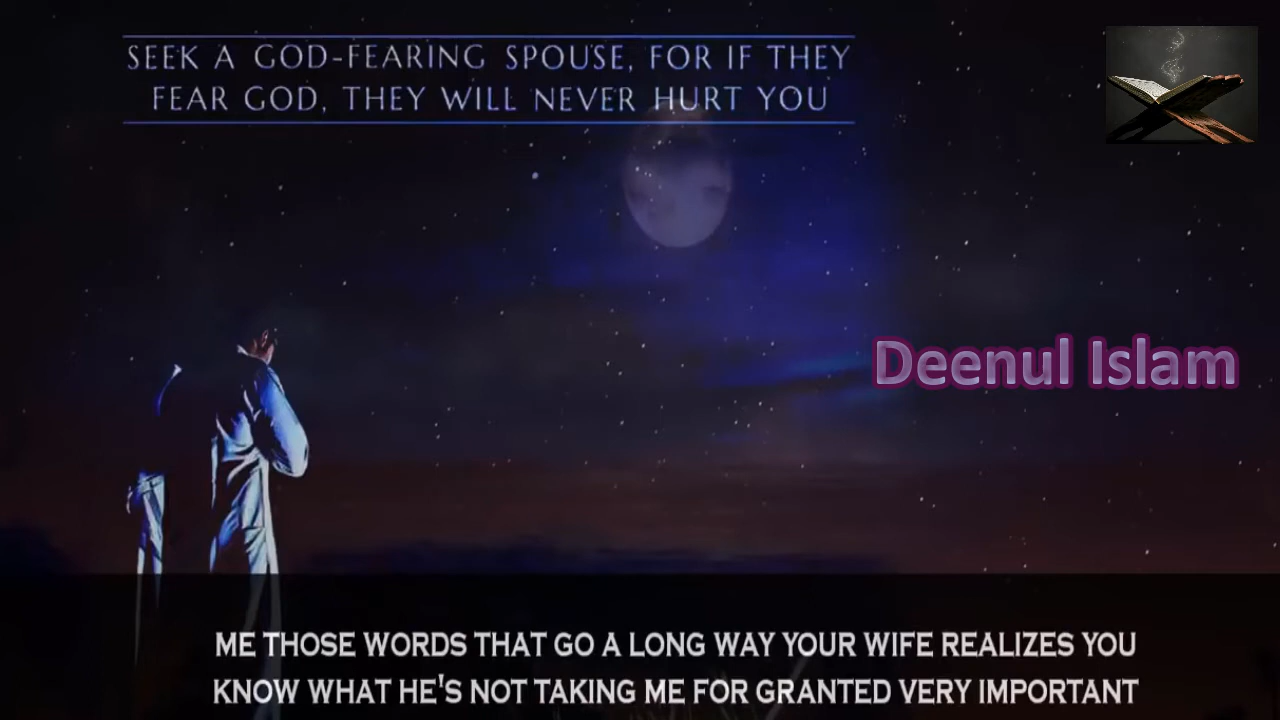 SEEK A GOD-FEARING SPOUSE, FOR IF THEY
FEAR GOD, THEY WILL NEVER HURT YOU
Deenul Islam
ME THOSE WORDS THAT GO A LONG WAY YOUR WIFE REALIZES YOU
KNOW WHAT HE'S NOT TAKING ME FOR GRANTED VERY IMPORTANT